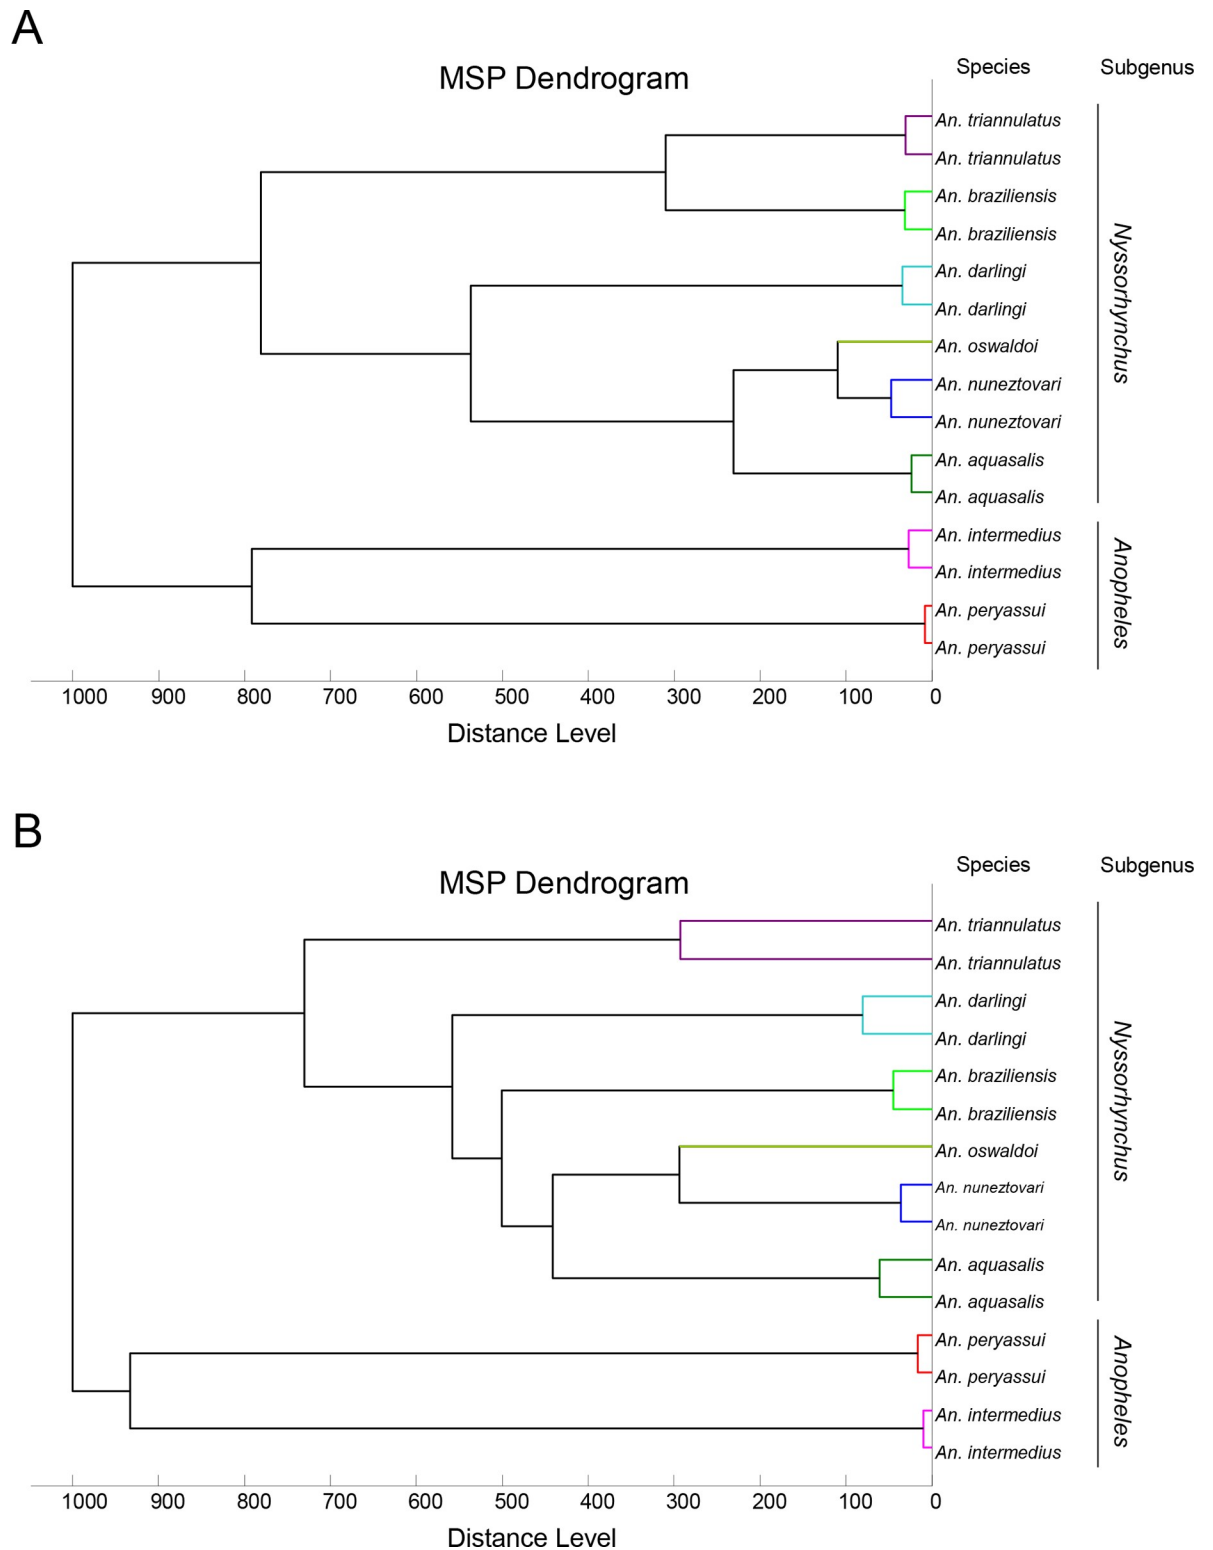 A
MSP Dendrogram
Species
Subgenus
An. triannulatus
An. triannulatus
An. braziliensis
An. braziliensis
An. darlingi
An. darlingi
An. oswaldoi
An. nuneztovari
An. nuneztovari
An. aquasalis
An. aquasalis
Nyssorhynchus
An. intermedius
An. intermedius
An. peryassui
An. peryassui
Anopheles
1000 900 800 700 600 500 400 300 200 100 0
Distance Level
B
MSP Dendrogram
Species
Subgenus
An. triannulatus
An. triannulatus
An. darlingi
An. darlingi
An. braziliensis
An. braziliensis
An. oswaldoi
An. nuneztovari
An. nuneztovari
An. aquasalis
An. aquasalis
Nyssorhynchus
An. peryassui
An. peryassui
An. intermedius
An. intermedius
Anopheles
1000 900 800 700 600 500 400 300 200 100 0
Distance Level